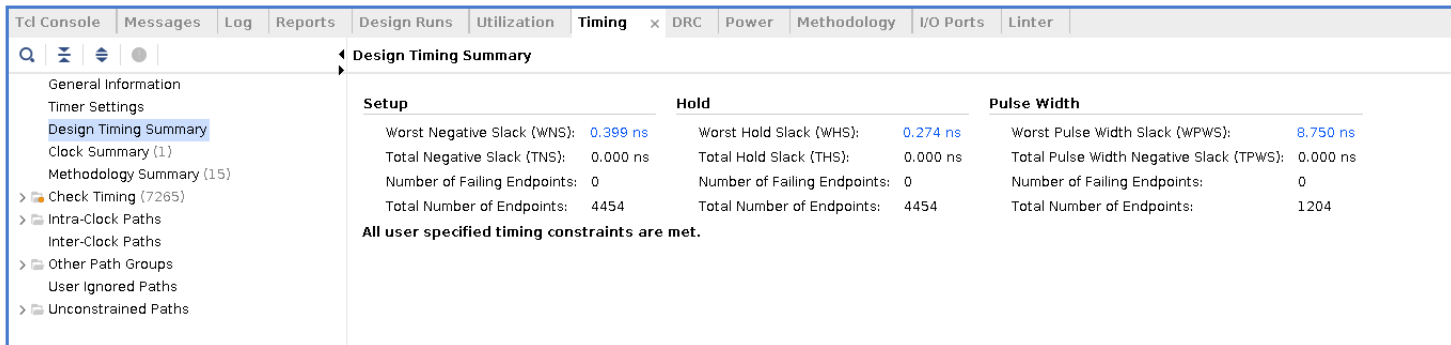 Tcl Console Messages Log Reports Design Runs Utilization Timing × DRC Power Methodology I/O Ports Linter
Design Timing Summary
General Information
Timer Settings
Design Timing Summary
Clock Summary (1)
Methodology Summary (15)
Check Timing (7265)
Intra-Clock Paths
Inter-Clock Paths
Other Path Groups
User Ignored Paths
Unconstrained Paths
Setup
Worst Negative Slack (WNS): 0.399 ns
Total Negative Slack (TNS): 0.000 ns
Number of Failing Endpoints: 0
Total Number of Endpoints: 4454
Hold
Worst Hold Slack (WHS): 0.274 ns
Total Hold Slack (THS): 0.000 ns
Number of Failing Endpoints: 0
Total Number of Endpoints: 4454
Pulse Width
Worst Pulse Width Slack (WPWS): 8.750 ns
Total Pulse Width Negative Slack (TPWS): 0.000 ns
Number of Failing Endpoints: 0
Total Number of Endpoints: 1204
All user specified timing constraints are met.